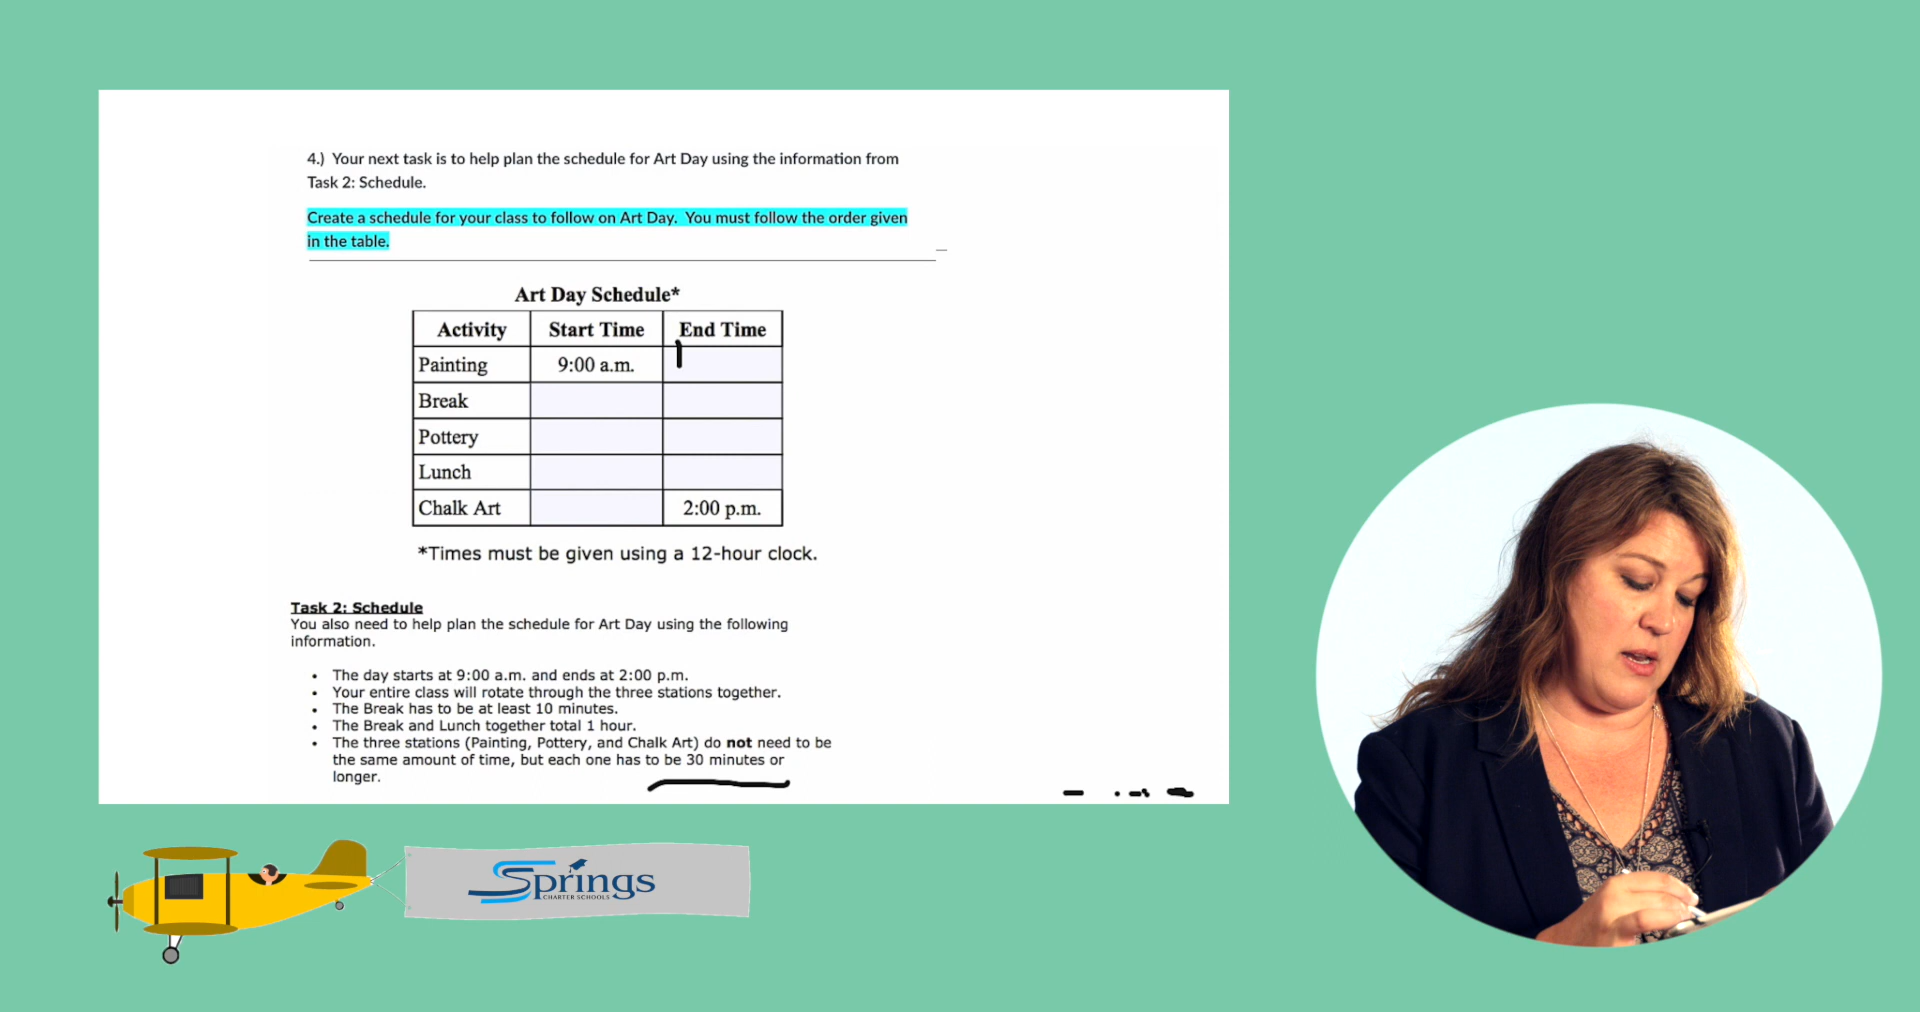 4.) Your next task is to help plan the schedule for Art Day using the information from
Task 2: Schedule.
Create a schedule for your class to follow on Art Day. You must follow the order given
in the table.
Art Day Schedule*
Activity Start Time End Time
Painting 9:00 a.m.
Break
Pottery
Lunch
Chalk Art 2:00 p.m.
*Times must be given using a 12-hour clock.
Task 2: Schedule
You also need to help plan the schedule for Art Day using the following
information.
• The day starts at 9:00 a.m. and ends at 2:00 p.m.
• Your entire class will rotate through the three stations together.
• The Break has to be at least 10 minutes.
• The Break and Lunch together total 1 hour.
• The three stations (Painting, Pottery, and Chalk Art) do not need to be
the same amount of time, but each one has to be 30 minutes or
longer.
Springs
CHARTER SCHOOLS